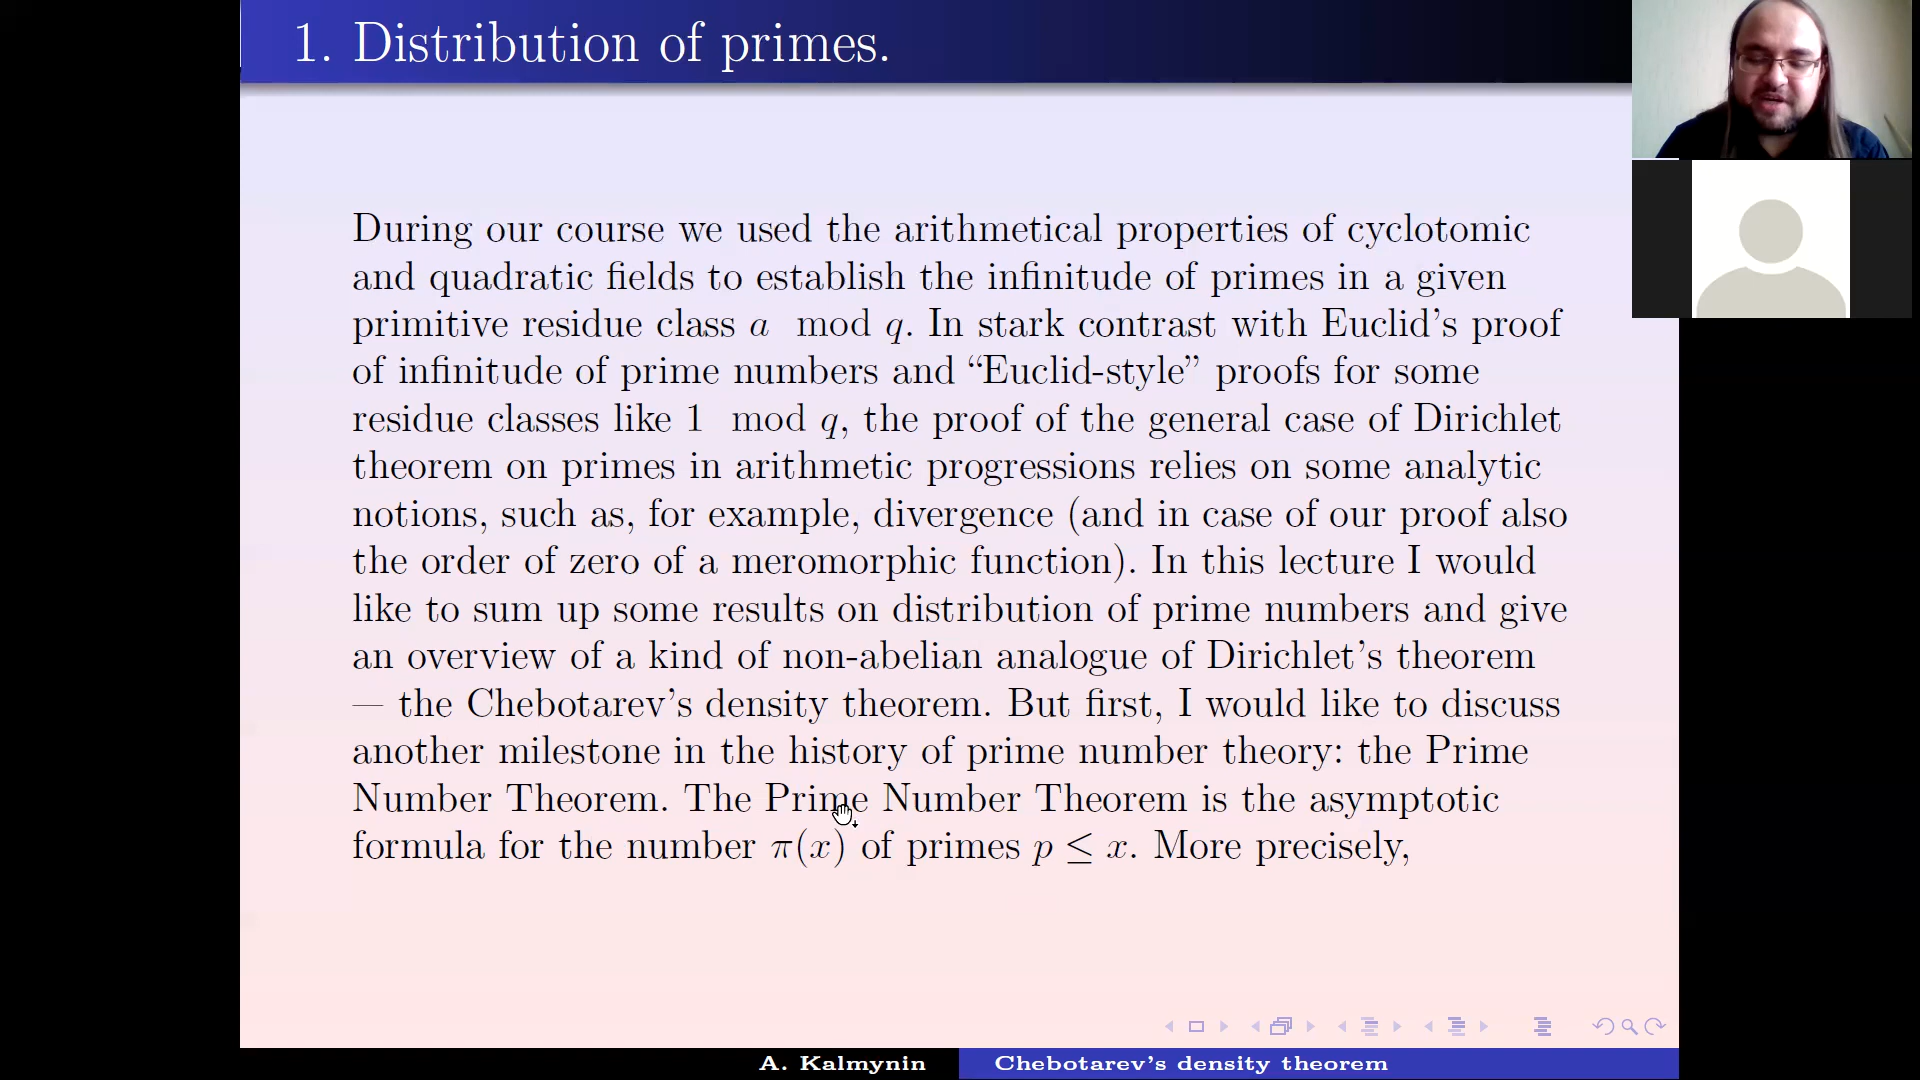 1. Distribution of primes.
During our course we used the arithmetical properties of cyclotomic
and quadratic fields to establish the infinitude of primes in a given
primitive residue class a mod q. In stark contrast with Euclid's proof
of infinitude of prime numbers and “Euclid-style” proofs for some
residue classes like 1 mod q, the proof of the general case of Dirichlet
theorem on primes in arithmetic progressions relies on some analytic
notions, such as, for example, divergence (and in case of our proof also
the order of zero of a meromorphic function). In this lecture I would
like to sum up some results on distribution of prime numbers and give
an overview of a kind of non-abelian analogue of Dirichlet's theorem
— the Chebotarev's density theorem. But first, I would like to discuss
another milestone in the history of prime number theory: the Prime
Number Theorem. The Prime Number Theorem is the asymptotic
formula for the number π(x) of primes p ≤ x. More precisely,
A. Kalmynin
Chebotarev's density theorem